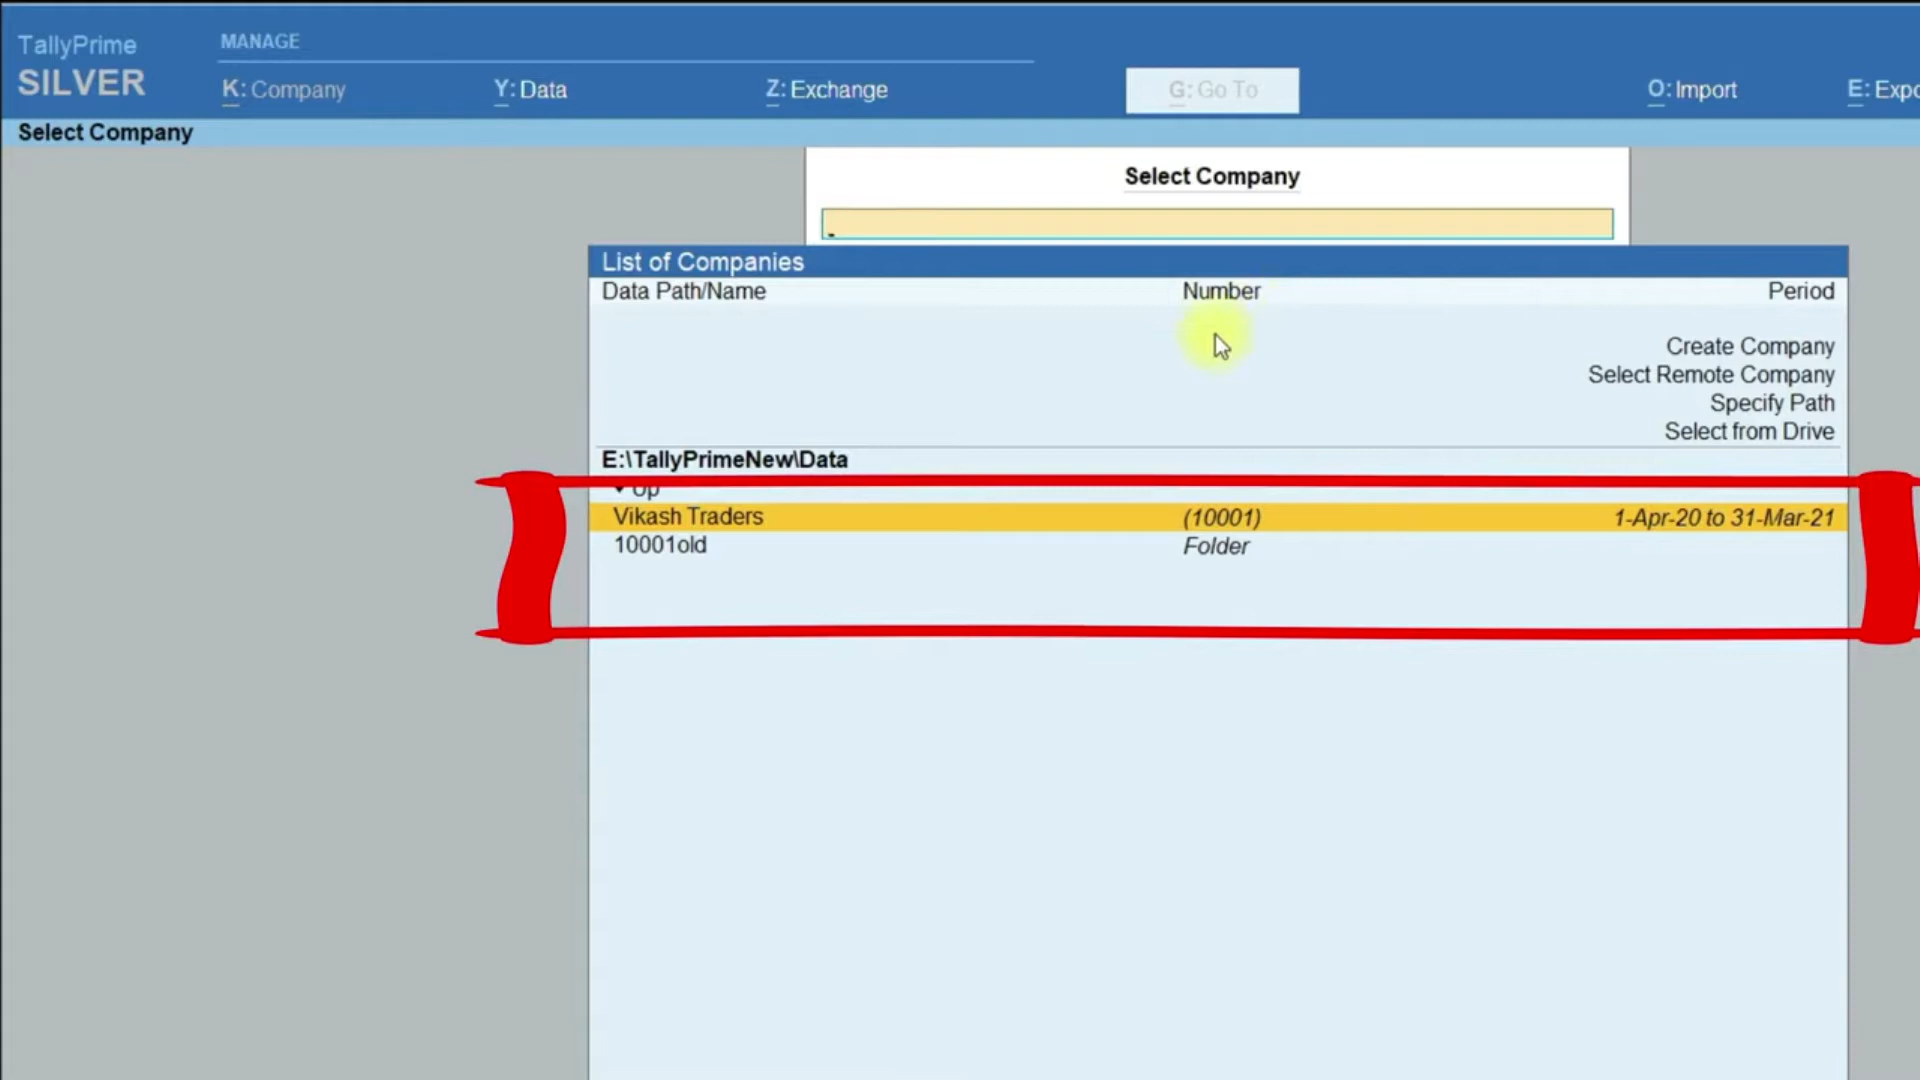 TallyPrime
SILVER
MANAGE
K: Company
Y: Data
Z: Exchange
G: Go To
O: Import
E: Expo
Select Company
Select Company
List of Companies
Data Path/Name Number Period
Create Company
Select Remote Company
Specify Path
Select from Drive
E:\TallyPrimeNew\Data
Up
Vikash Traders (10001) 1-Apr-20 to 31-Mar-21
10001old Folder